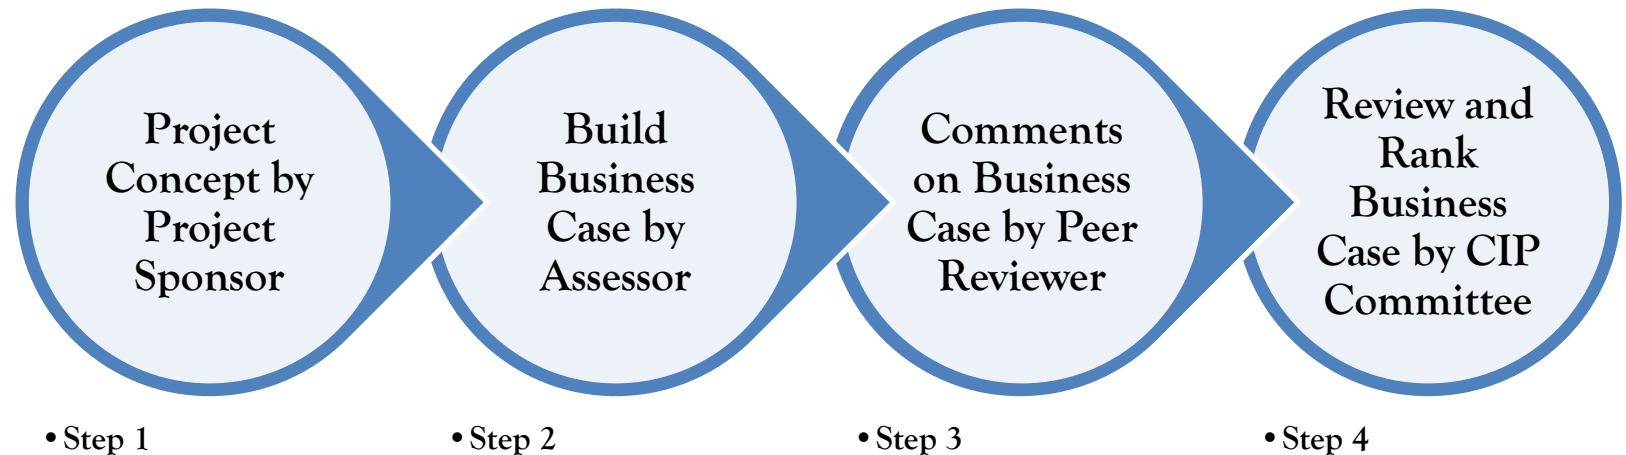 Project
Concept by
Project
Sponsor
Build
Business
Case by
Assessor
Comments
on Business
Case by Peer
Reviewer
Review and
Rank
Business
Case by CIP
Committee
• Step 1
• Step 2
• Step 3
• Step 4